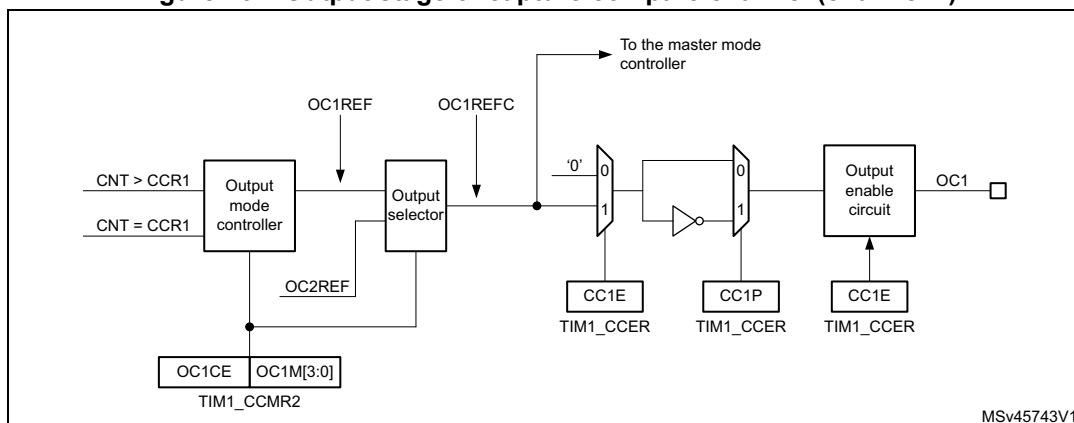 To the master mode
controller
OC1REF
OC1REFC
CNT > CCR1
CNT = CCR1
Output
mode
controller
Output
selector
OC2REF
‘0’
0
1
0
1
Output
enable
circuit
OC1
CC1E
CC1P
CC1E
TIM1_CCER
TIM1_CCER
TIM1_CCER
OC1CE
OC1M[3:0]
TIM1_CCMR2
MSv45743V1